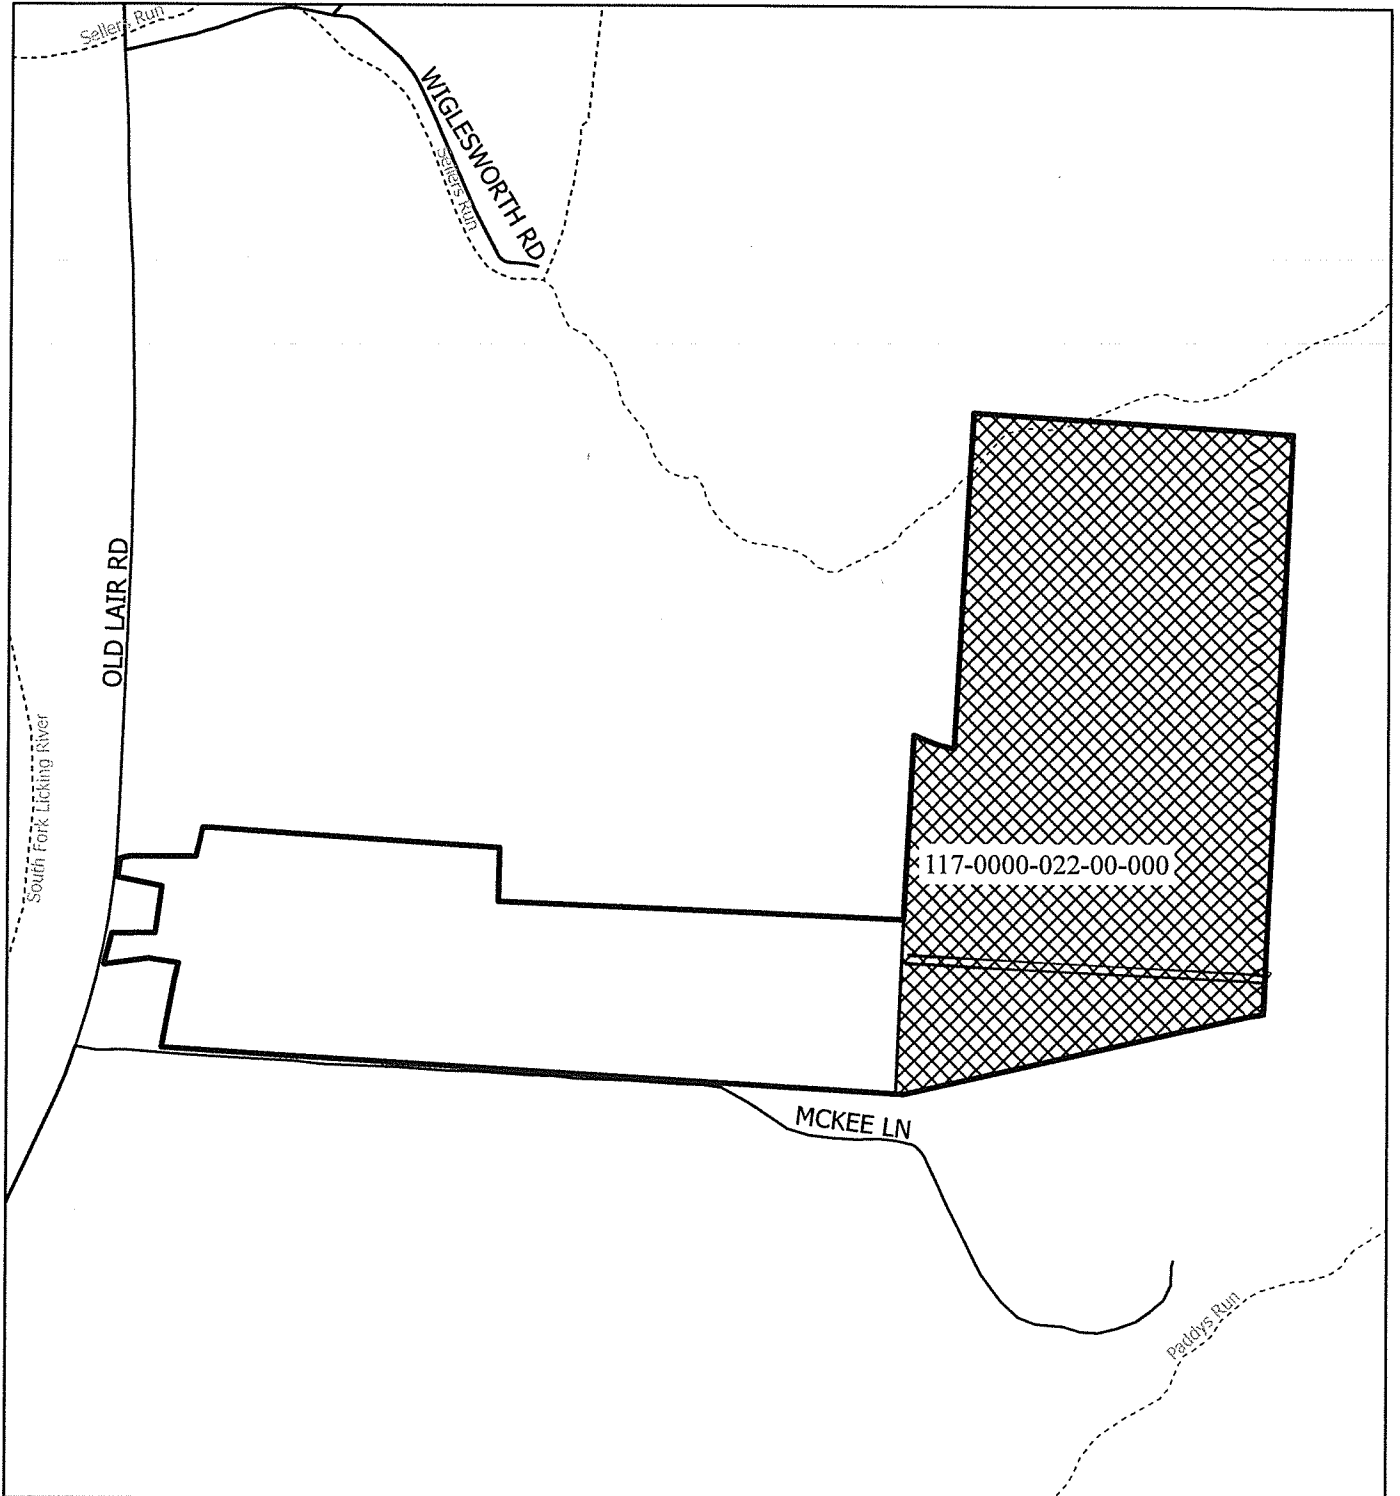 Sellers Run
WIGLESWORTH RD
Sellers Run
OLD LAIR RD
South Fork Licking River
117-0000-022-00-000
MCKEE LN
Paddys Run